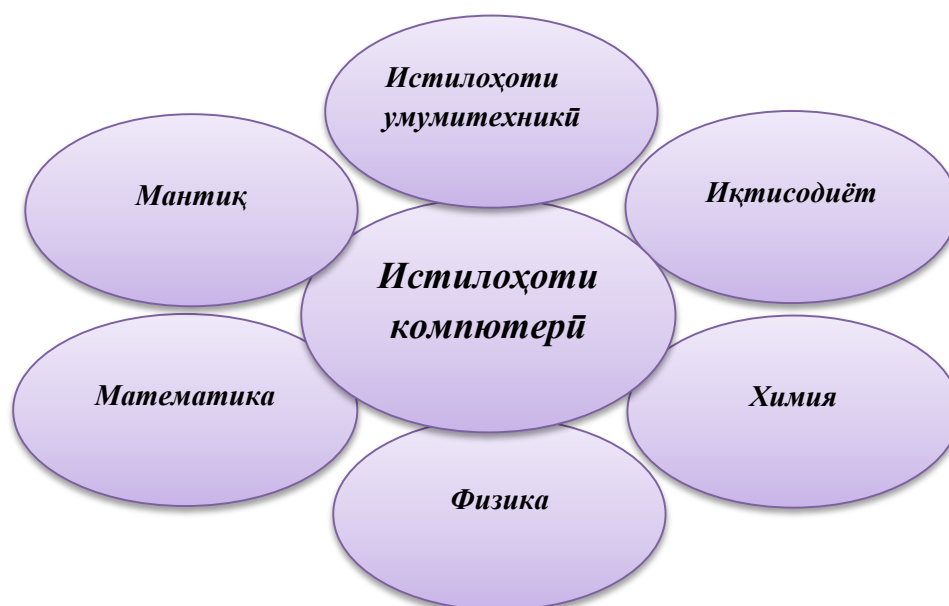 Истилоҳоти
умумитехникӣ
Мантиқ
Иқтисодиёт
Истилоҳоти
компютерӣ
Математика
Химия
Физика